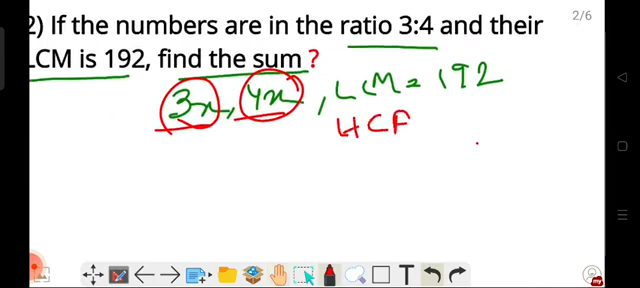 2/6
2) If the numbers are in the ratio 3:4 and their
LCM is 192, find the sum ?
3x, 4x, LCM = 192
HCF
T
my